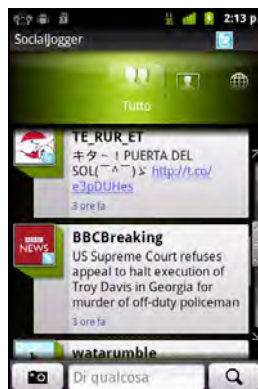 2:13 p
SocialJogger
Tutto
TE_RUR_ET
キタ－！PUERTA DEL
SOL(￣^￣)ゞ http://t.co/
e3pDUHes
3 ore fa
BBC
NEWS
BBCBreaking
US Supreme Court refuses
appeal to halt execution of
Troy Davis in Georgia for
murder of off-duty policeman
3 ore fa
watarumble
Di qualcosa